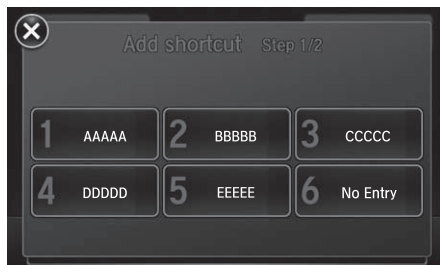 Add shortcut Step 1/2
1 AAAAA 2 BBBBB 3 CCCCC
4 DDDDD 5 EEEEE 6 No Entry